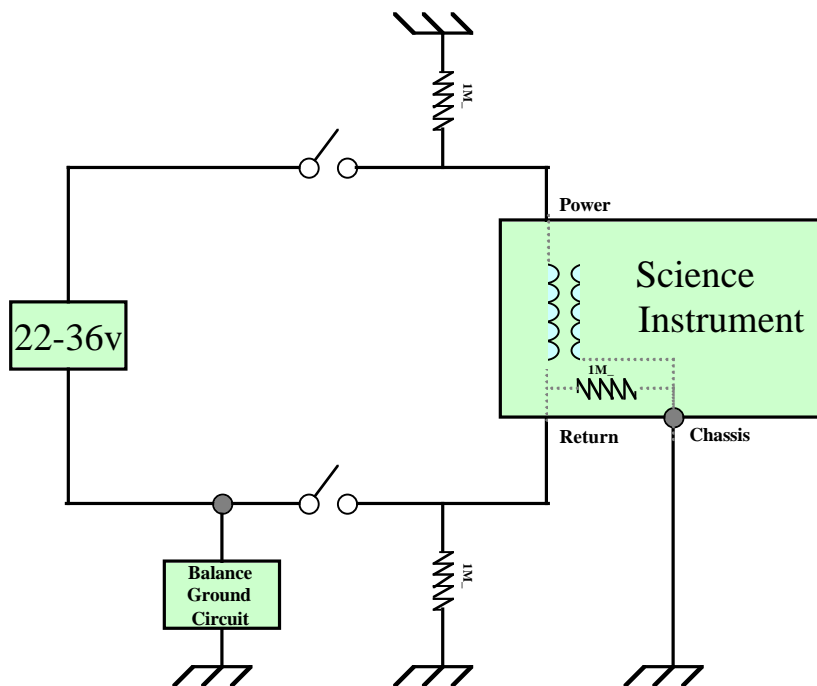 1M_
Power
Science
Instrument
22-36v
1M_
Return
Chassis
Balance
Ground
Circuit
1M_